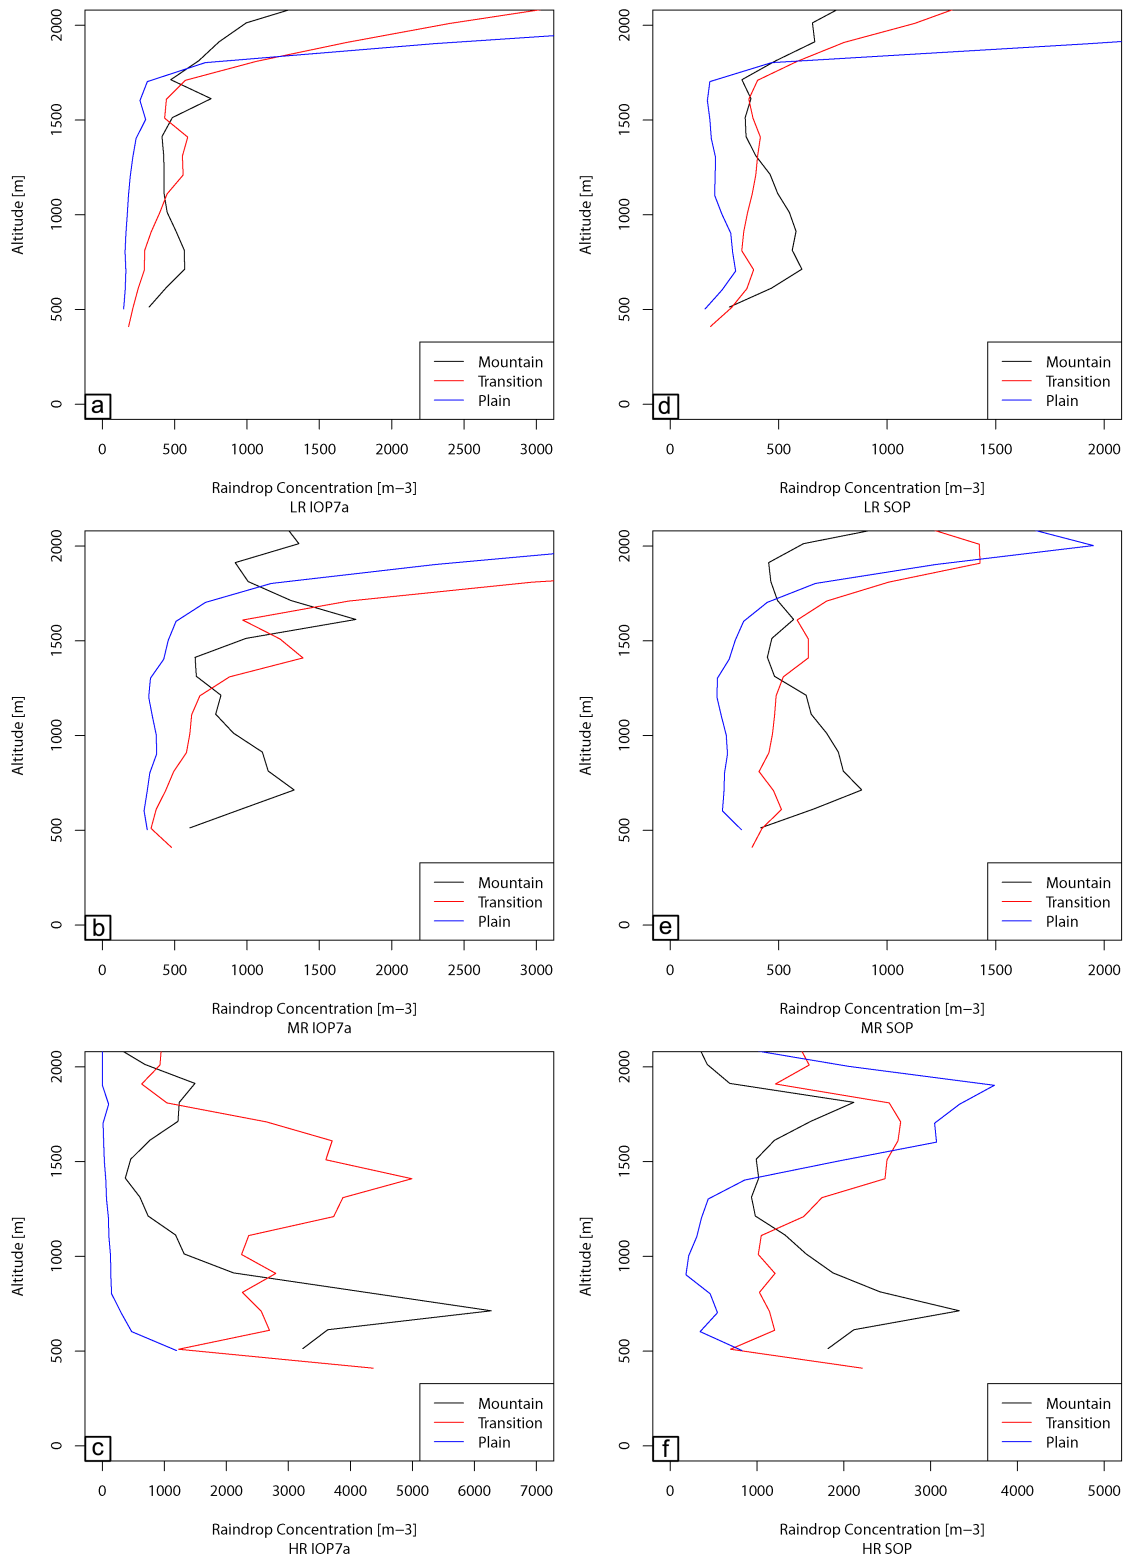 2000
1500
1000
500
0
Altitude [m]
Mountain
Transition
Plain
a
0 500 1000 1500 2000 2500 3000
Raindrop Concentration [m−3]
LR IOP7a
2000
1500
1000
500
0
Altitude [m]
Mountain
Transition
Plain
d
0 500 1000 1500 2000
Raindrop Concentration [m−3]
LR SOP
2000
1500
1000
500
0
Altitude [m]
Mountain
Transition
Plain
b
0 500 1000 1500 2000 2500 3000
Raindrop Concentration [m−3]
MR IOP7a
2000
1500
1000
500
0
Altitude [m]
Mountain
Transition
Plain
e
0 500 1000 1500 2000
Raindrop Concentration [m−3]
MR SOP
2000
1500
1000
500
0
Altitude [m]
Mountain
Transition
Plain
c
0 1000 2000 3000 4000 5000 6000 7000
Raindrop Concentration [m−3]
HR IOP7a
2000
1500
1000
500
0
Altitude [m]
Mountain
Transition
Plain
f
0 1000 2000 3000 4000 5000
Raindrop Concentration [m−3]
HR SOP